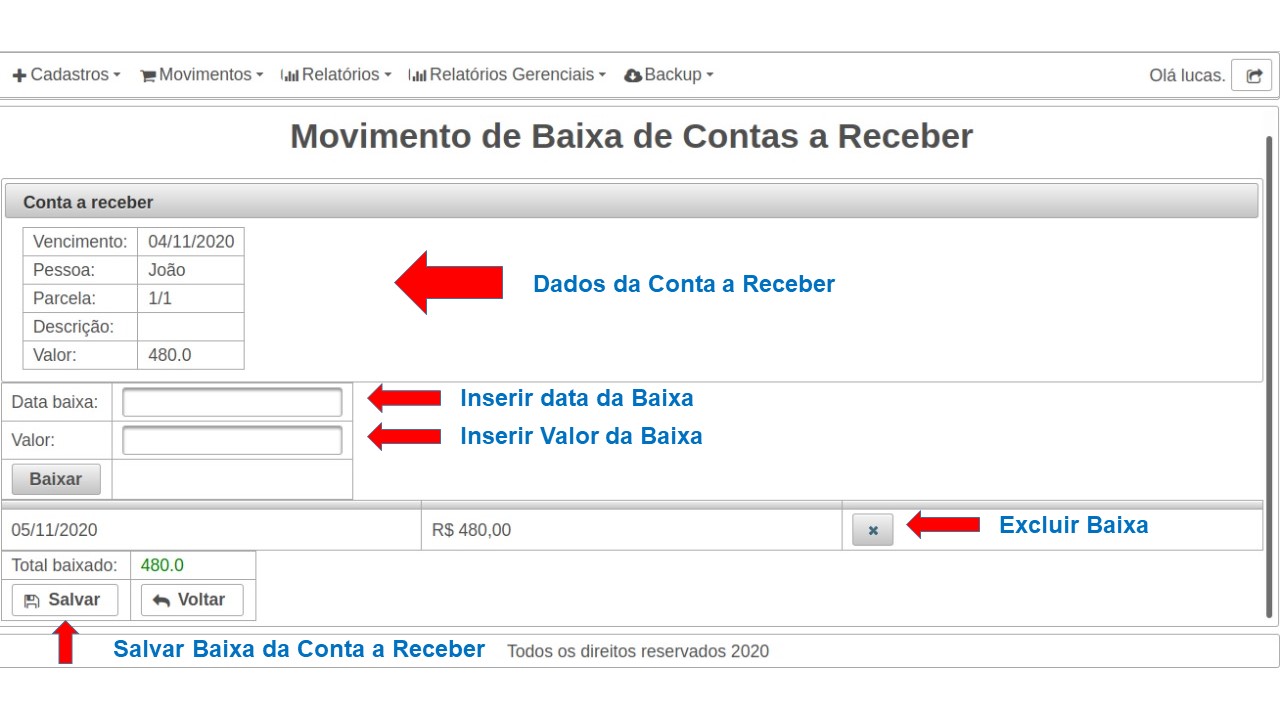 Cadastros Movimentos Relatórios Relatórios Gerenciais Backup Olá lucas.
Movimento de Baixa de Contas a Receber
Conta a receber
Vencimento: 04/11/2020
Pessoa: João
Parcela: 1/1
Descrição:
Valor: 480.0
Dados da Conta a Receber
Data baixa: Inserir data da Baixa
Valor: Inserir Valor da Baixa
Baixar
05/11/2020 R$ 480,00 Excluir Baixa
Total baixado: 480.0
Salvar Voltar
Salvar Baixa da Conta a Receber Todos os direitos reservados 2020